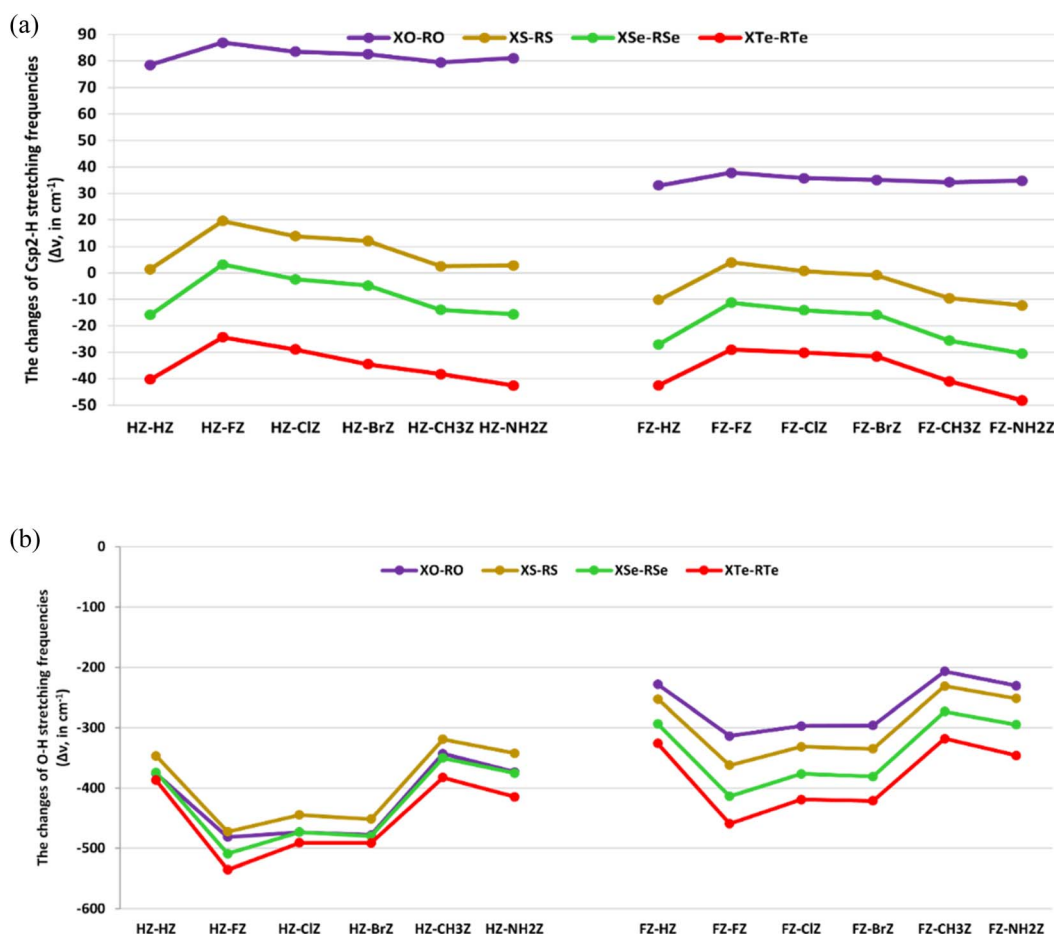 (a)
The changes of Csp2-H stretching frequencies
(Δν, in cm⁻¹)
XO-RO XS-RS XSe-RSe XTe-RTe
90
80
70
60
50
40
30
20
10
0
-10
-20
-30
-40
-50
HZ-HZ HZ-FZ HZ-ClZ HZ-BrZ HZ-CH3Z HZ-NH2Z FZ-HZ FZ-FZ FZ-ClZ FZ-BrZ FZ-CH3Z FZ-NH2Z
(b)
The changes of O-H stretching frequencies
(Δν, in cm⁻¹)
XO-RO XS-RS XSe-RSe XTe-RTe
0
-100
-200
-300
-400
-500
-600
HZ-HZ HZ-FZ HZ-ClZ HZ-BrZ HZ-CH3Z HZ-NH2Z FZ-HZ FZ-FZ FZ-ClZ FZ-BrZ FZ-CH3Z FZ-NH2Z